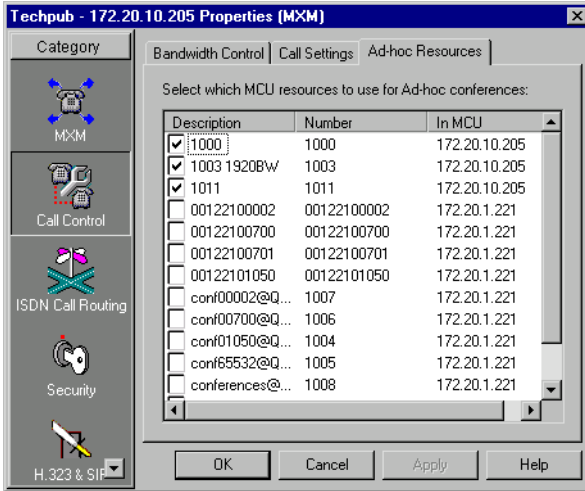 Techpub - 172.20.10.205 Properties (MXM)
Category
MXM
Call Control
ISDN Call Routing
Security
H.323 & SIP
Bandwidth Control Call Settings Ad-hoc Resources
Select which MCU resources to use for Ad-hoc conferences:
Description Number In MCU
1000 1000 172.20.10.205
1003 1920BW 1003 172.20.10.205
1011 1011 172.20.10.205
00122100002 00122100002 172.20.1.221
00122100700 00122100700 172.20.1.221
00122100701 00122100701 172.20.1.221
00122101050 00122101050 172.20.1.221
conf00002@Q... 1007 172.20.1.221
conf00700@Q... 1006 172.20.1.221
conf01050@Q... 1004 172.20.1.221
conf65532@Q... 1005 172.20.1.221
conferences@... 1008 172.20.1.221
OK Cancel Apply Help